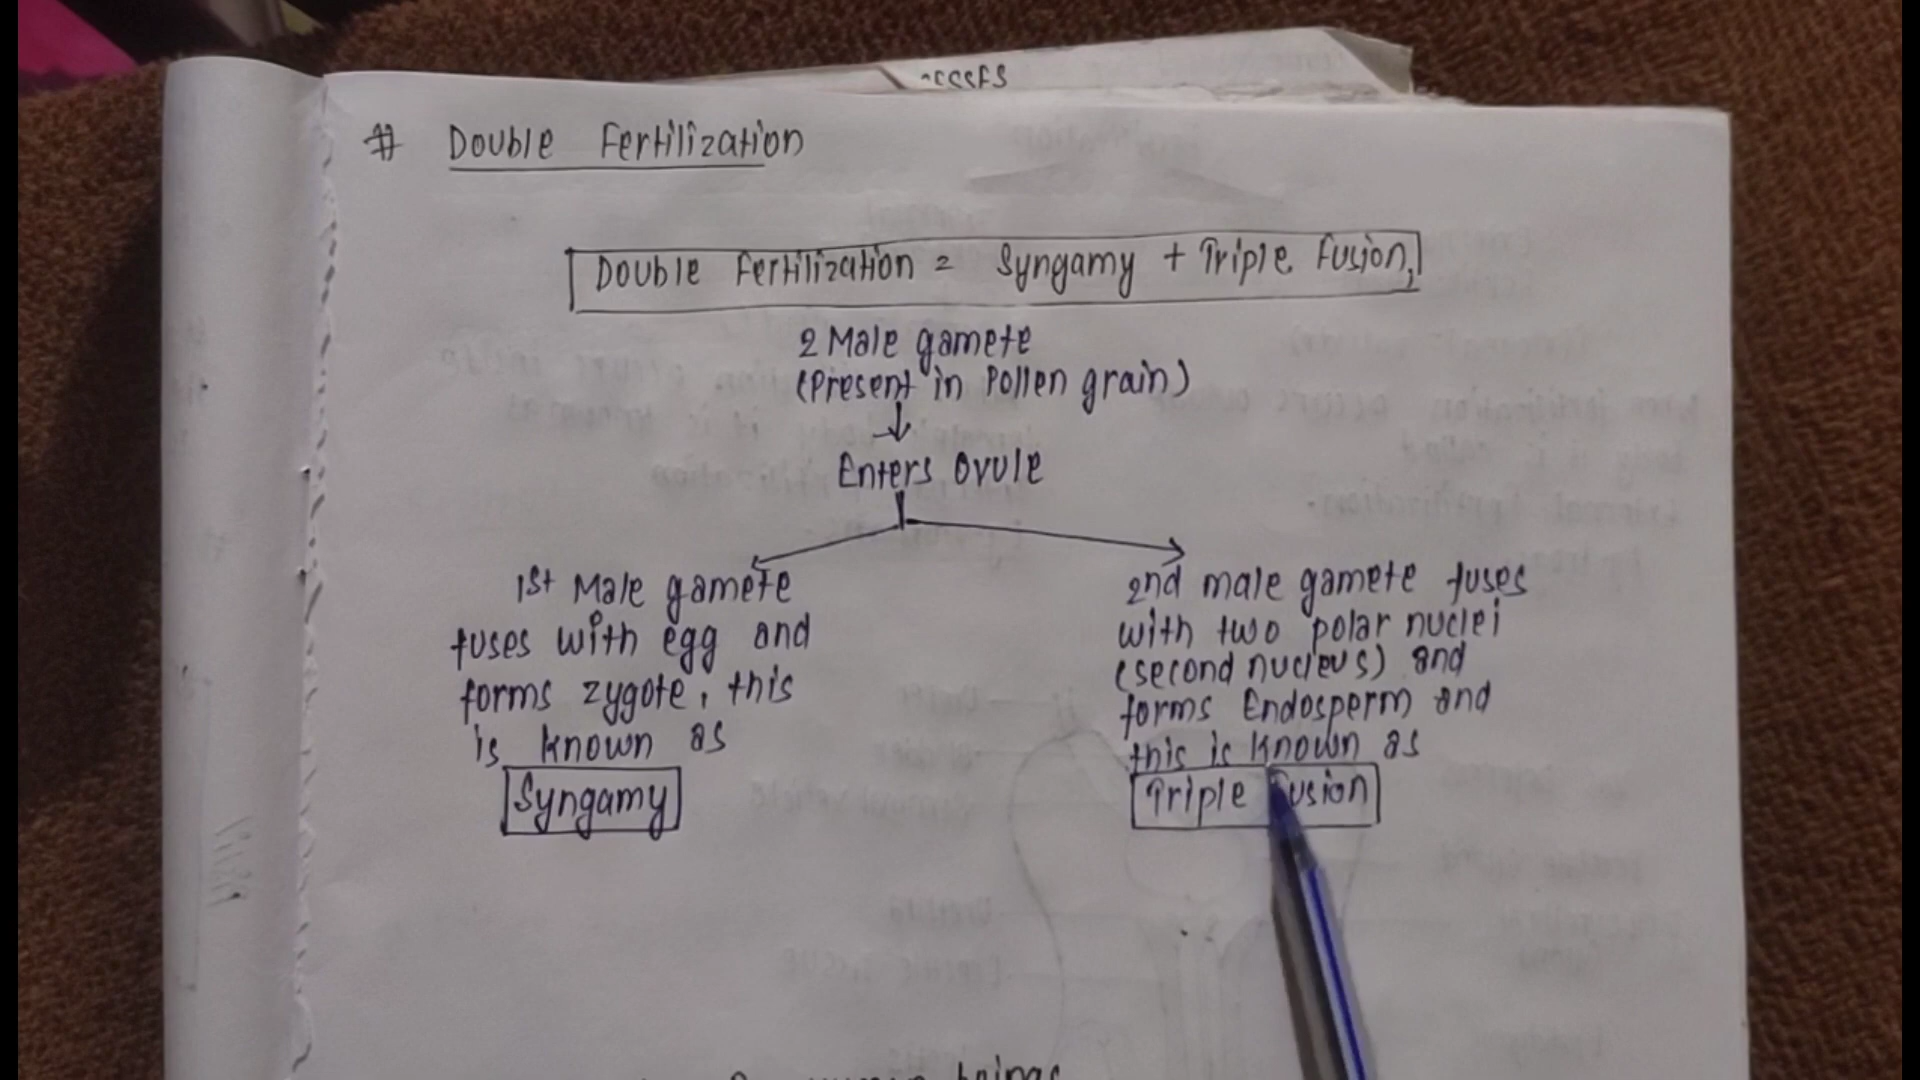 # Double Fertilization
Double Fertilization = Syngamy + Triple Fusion,
2 Male gamete
(Present in Pollen grain)
Enters Ovule
1st Male gamete
fuses with egg and
forms zygote, this
is known as
Syngamy
2nd male gamete fuses
with two polar nuclei
(second nucleus) and
forms Endosperm and
this is known as
Triple Fusion